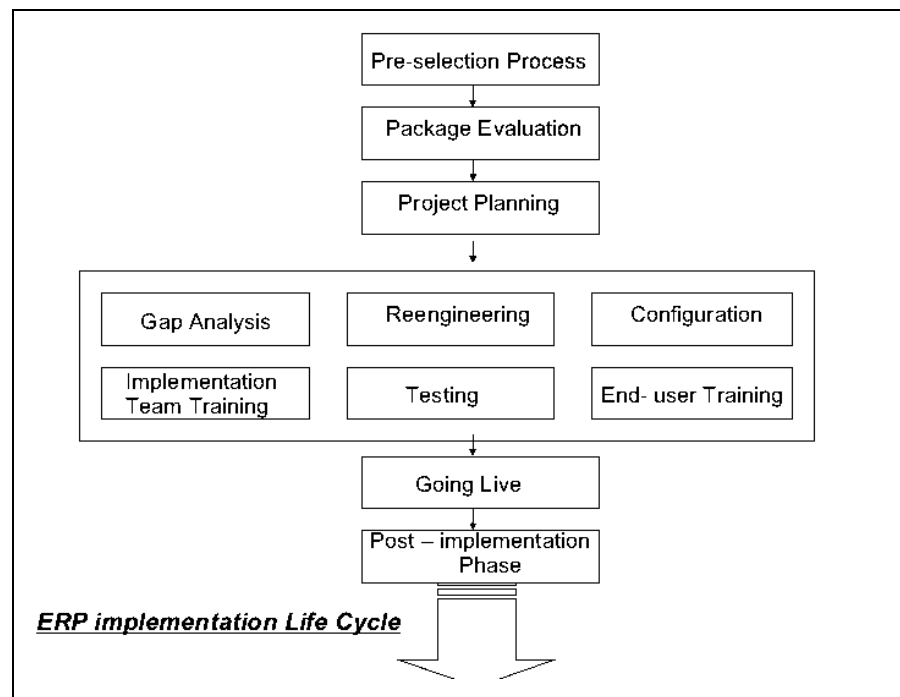 Pre-selection Process
Package Evaluation
Project Planning
Gap Analysis
Reengineering
Configuration
Implementation
Team Training
Testing
End- user Training
Going Live
Post – implementation
Phase
ERP implementation Life Cycle